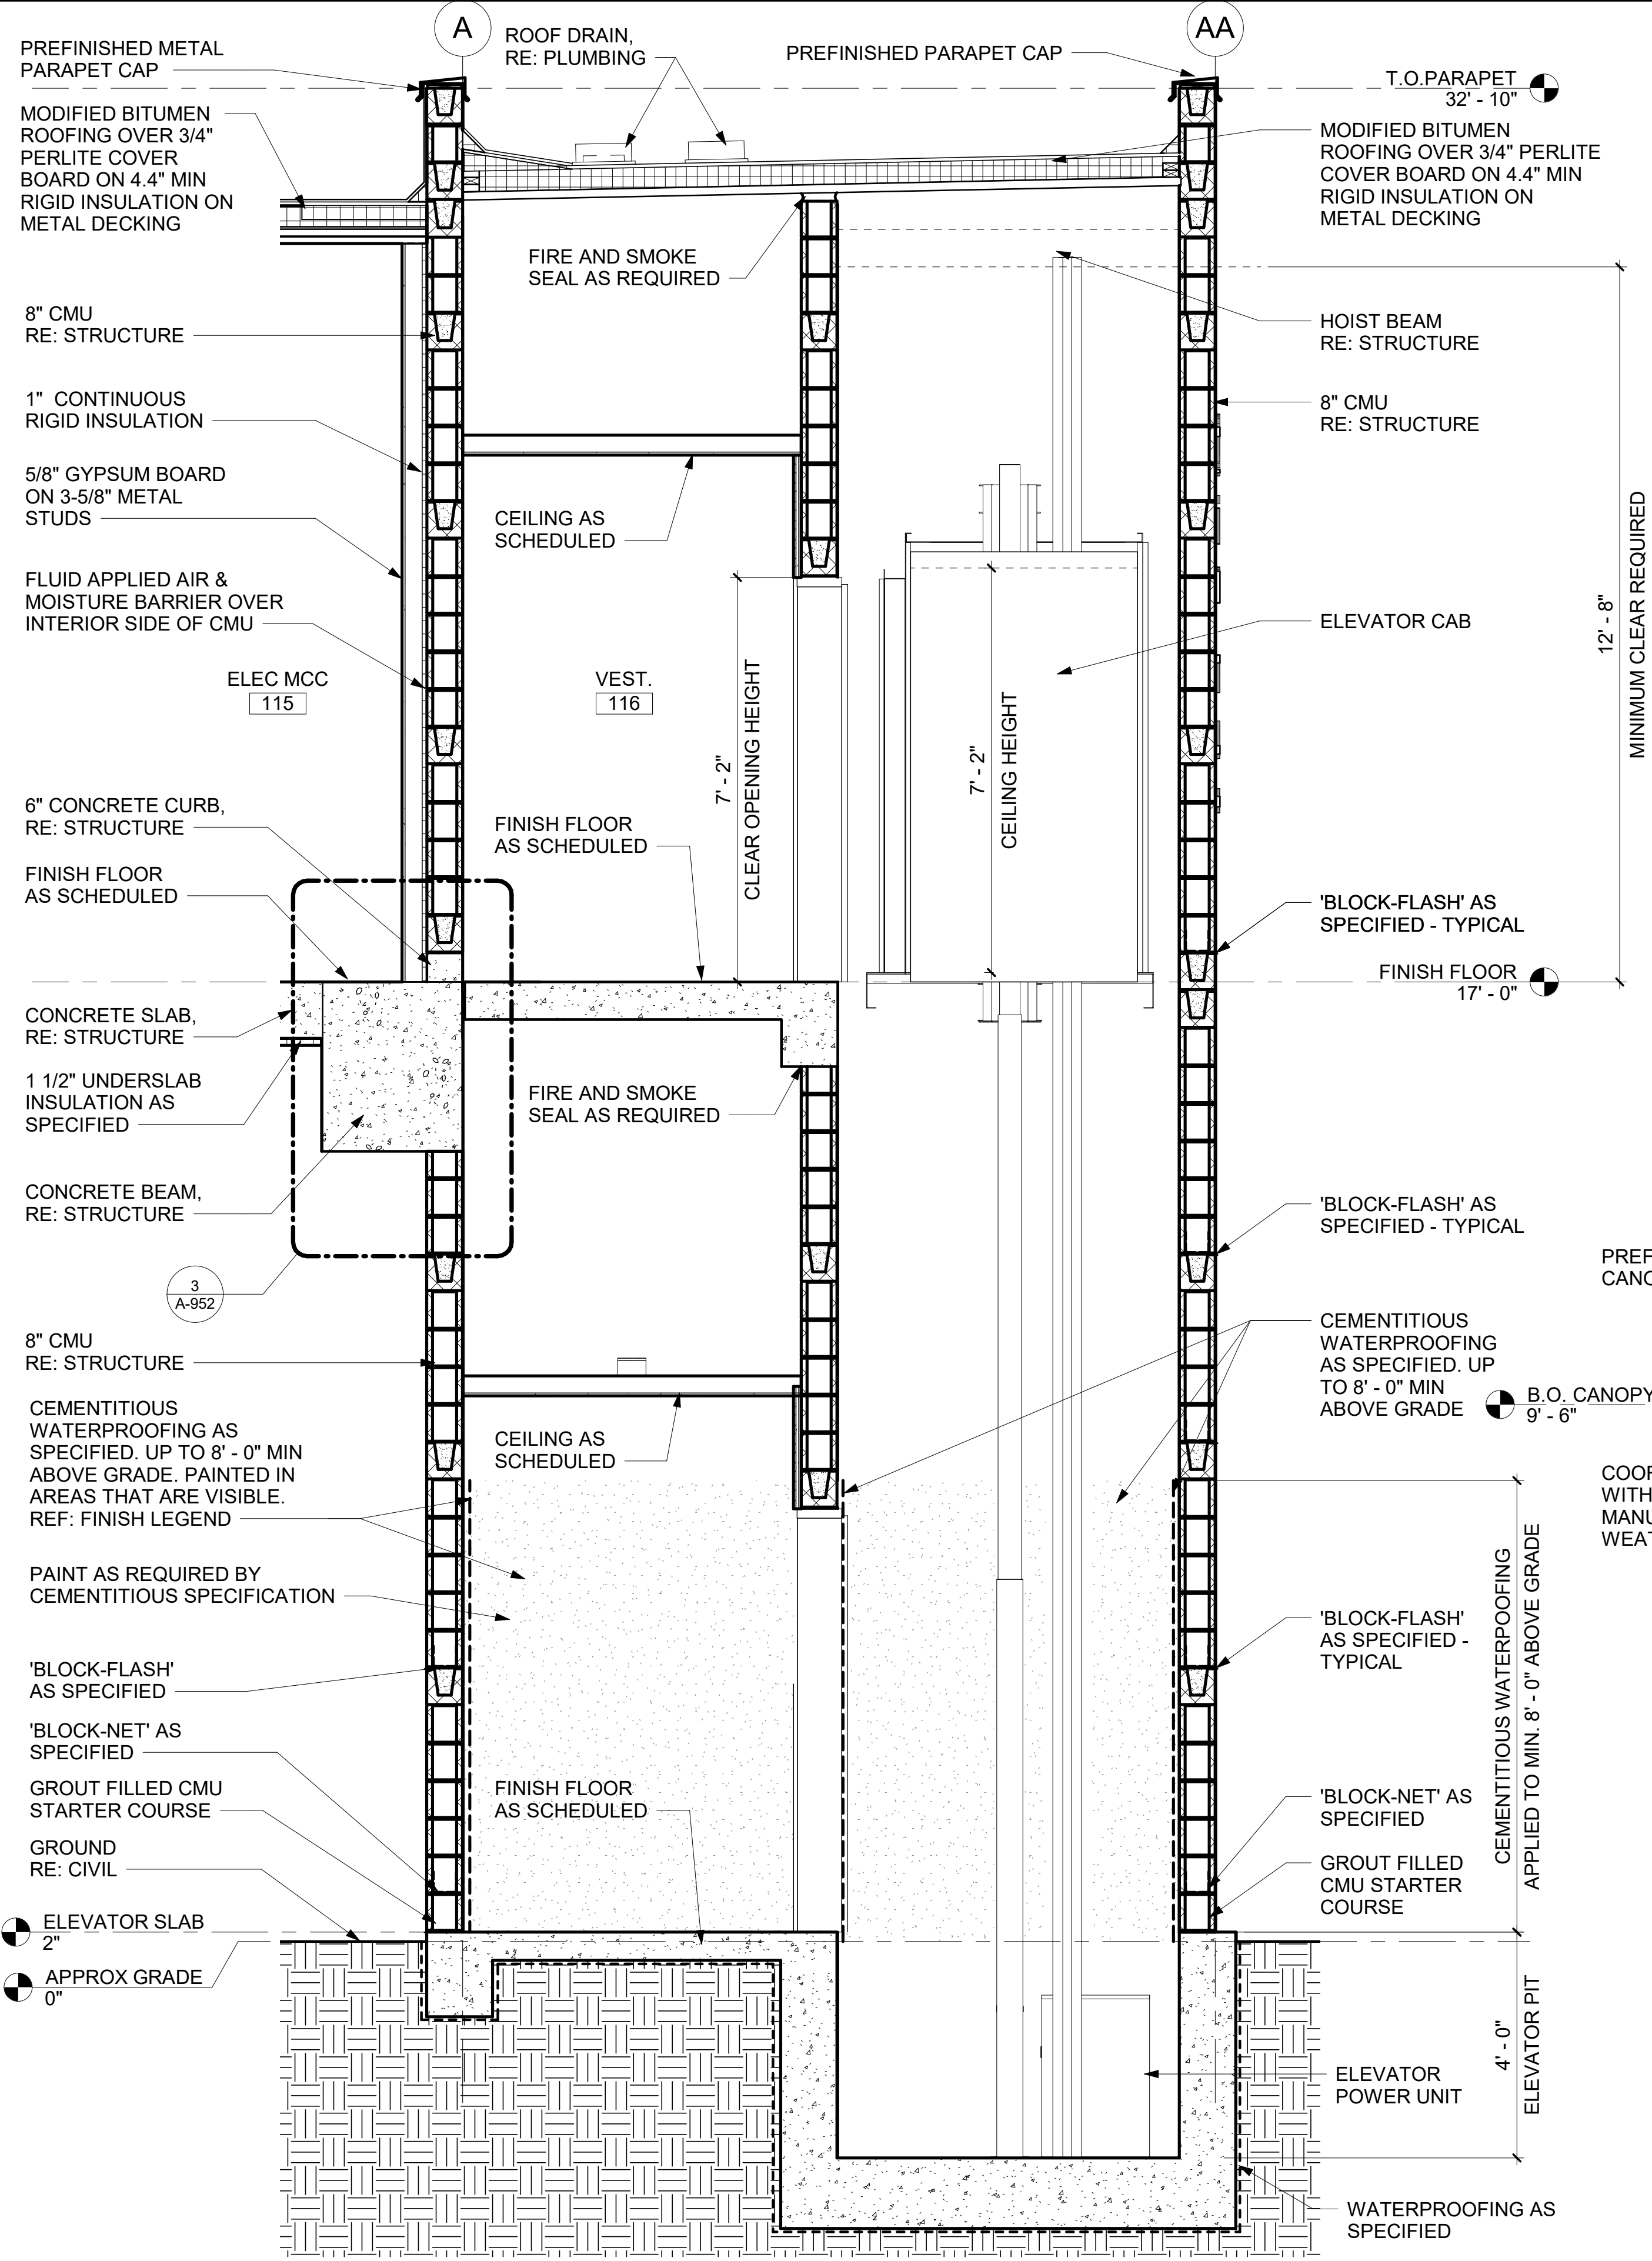 A
AA
PREFINISHED METAL
PARAPET CAP
ROOF DRAIN,
RE: PLUMBING
PREFINISHED PARAPET CAP
T.O.PARAPET
32' - 10"
MODIFIED BITUMEN
ROOFING OVER 3/4"
PERLITE COVER
BOARD ON 4.4" MIN
RIGID INSULATION ON
METAL DECKING
MODIFIED BITUMEN
ROOFING OVER 3/4" PERLITE
COVER BOARD ON 4.4" MIN
RIGID INSULATION ON
METAL DECKING
FIRE AND SMOKE
SEAL AS REQUIRED
8" CMU
RE: STRUCTURE
HOIST BEAM
RE: STRUCTURE
1" CONTINUOUS
RIGID INSULATION
8" CMU
RE: STRUCTURE
5/8" GYPSUM BOARD
ON 3-5/8" METAL
STUDS
CEILING AS
SCHEDULED
12' - 8"
MINIMUM CLEAR REQUIRED
FLUID APPLIED AIR &
MOISTURE BARRIER OVER
INTERIOR SIDE OF CMU
ELEVATOR CAB
ELEC MCC
115
VEST.
116
7' - 2"
CLEAR OPENING HEIGHT
7' - 2"
CEILING HEIGHT
6" CONCRETE CURB,
RE: STRUCTURE
FINISH FLOOR
AS SCHEDULED
FINISH FLOOR
AS SCHEDULED
'BLOCK-FLASH' AS
SPECIFIED - TYPICAL
FINISH FLOOR
17' - 0"
CONCRETE SLAB,
RE: STRUCTURE
1 1/2" UNDERSLAB
INSULATION AS
SPECIFIED
FIRE AND SMOKE
SEAL AS REQUIRED
CONCRETE BEAM,
RE: STRUCTURE
'BLOCK-FLASH' AS
SPECIFIED - TYPICAL
PREF
CANO
3
A-952
8" CMU
RE: STRUCTURE
CEMENTITIOUS
WATERPROOFING
AS SPECIFIED. UP
TO 8' - 0" MIN
ABOVE GRADE
B.O. CANOPY
9' - 6"
CEMENTITIOUS
WATERPROOFING AS
SPECIFIED. UP TO 8' - 0" MIN
ABOVE GRADE. PAINTED IN
AREAS THAT ARE VISIBLE.
REF: FINISH LEGEND
CEILING AS
SCHEDULED
WITH
MANU
WEAT
PAINT AS REQUIRED BY
CEMENTITIOUS SPECIFICATION
CEMENTITIOUS WATERPOOFING
APPLIED TO MIN. 8' - 0" ABOVE GRADE
'BLOCK-FLASH'
AS SPECIFIED -
TYPICAL
'BLOCK-FLASH'
AS SPECIFIED
'BLOCK-NET' AS
SPECIFIED
GROUT FILLED CMU
STARTER COURSE
FINISH FLOOR
AS SCHEDULED
'BLOCK-NET' AS
SPECIFIED
GROUND
RE: CIVIL
GROUT FILLED
CMU STARTER
COURSE
ELEVATOR SLAB
2"
APPROX GRADE
0"
4' - 0"
ELEVATOR PIT
ELEVATOR
POWER UNIT
WATERPROOFING AS
SPECIFIED